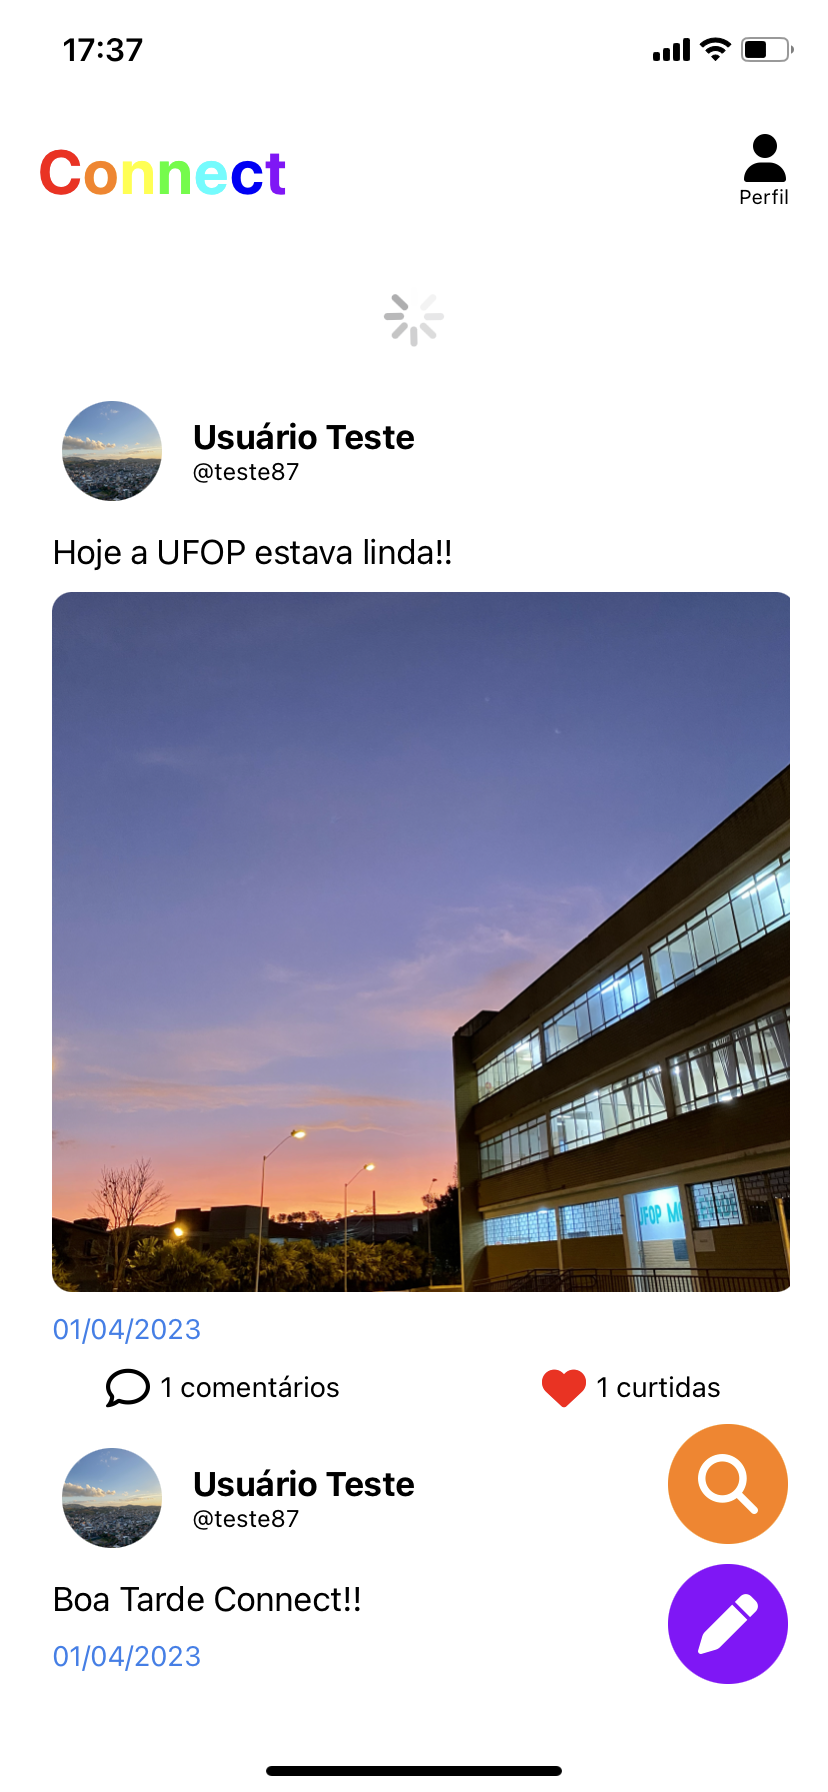 17:37
Connect
Perfil
Usuário Teste
@teste87
Hoje a UFOP estava linda!!
UFOP
01/04/2023
1 comentários
1 curtidas
Usuário Teste
@teste87
Boa Tarde Connect!!
01/04/2023